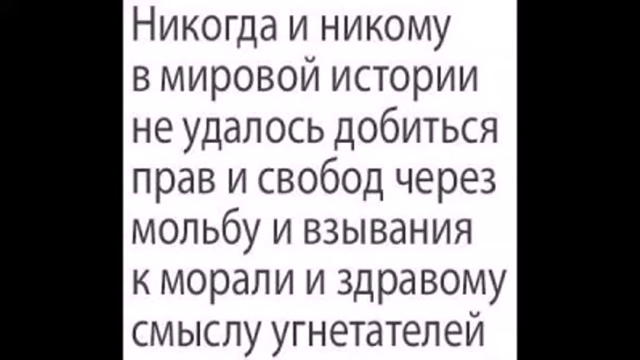 Никогда и никому
в мировой истории
не удалось добиться
прав и свобод через
мольбу и взывания
к морали и здравому
смыслу угнетателей